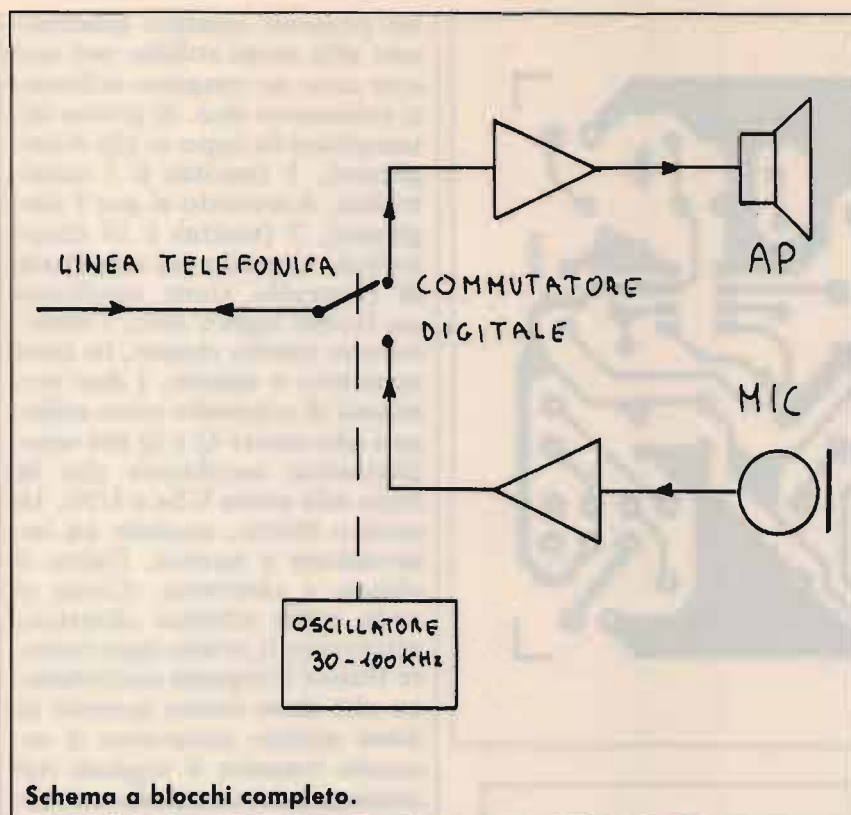 LINEA TELEFONICA
COMMUTATORE
DIGITALE
AP
MIC
OSCILLATORE
30-100 KHz
Schema a blocchi completo.